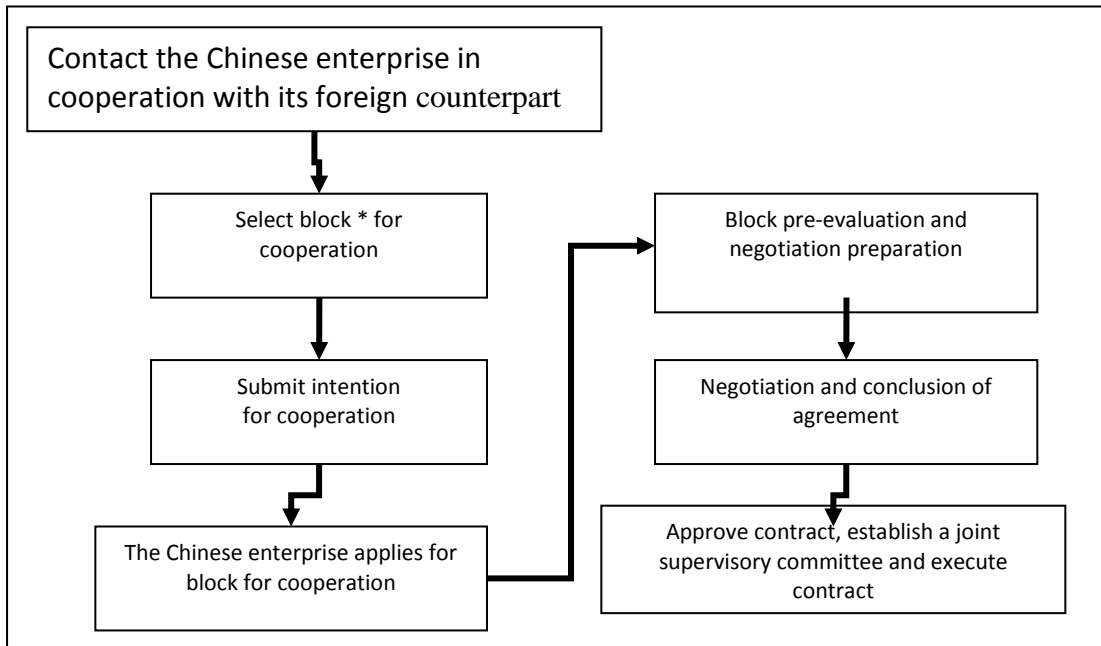 Contact the Chinese enterprise in
cooperation with its foreign counterpart
Select block * for
cooperation
Submit intention
for cooperation
The Chinese enterprise applies for
block for cooperation
Block pre-evaluation and
negotiation preparation
Negotiation and conclusion of
agreement
Approve contract, establish a joint
supervisory committee and execute
contract